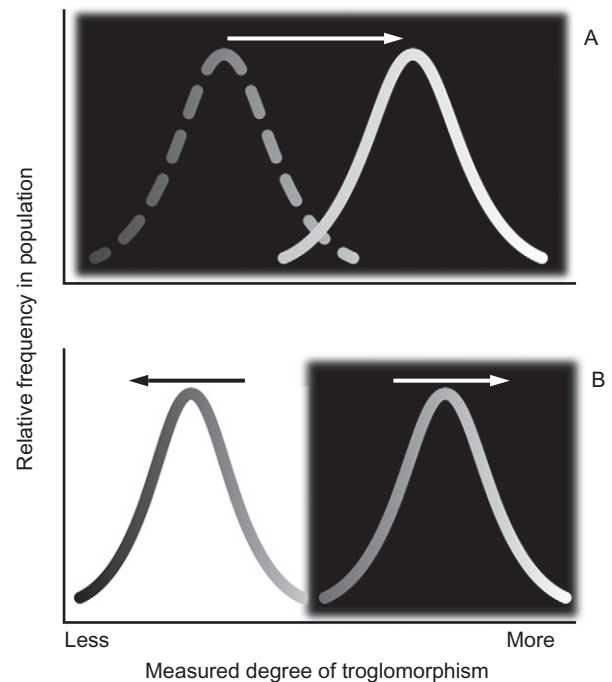 A
Relative frequency in population
B
Less
More
Measured degree of troglomorphism